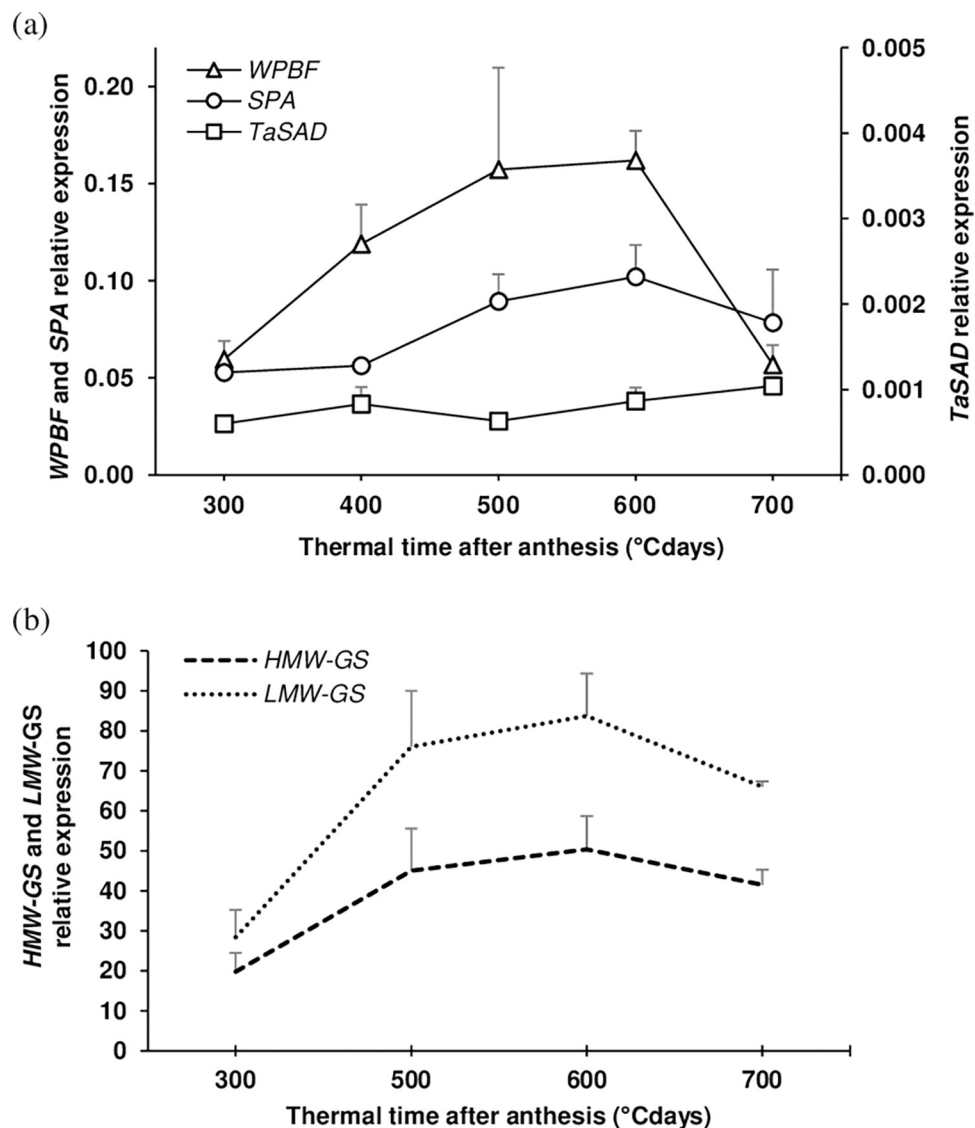 (a)
WPBF and SPA relative expression
0.20
0.15
0.10
0.05
0.00
WPBF
SPA
TaSAD
0.005
0.004
0.003
0.002
0.001
0.000
TaSAD relative expression
300 400 500 600 700
Thermal time after anthesis (°Cdays)
(b)
HMW-GS and LMW-GS
relative expression
100
90
80
70
60
50
40
30
20
10
0
HMW-GS
LMW-GS
300 500 600 700
Thermal time after anthesis (°Cdays)